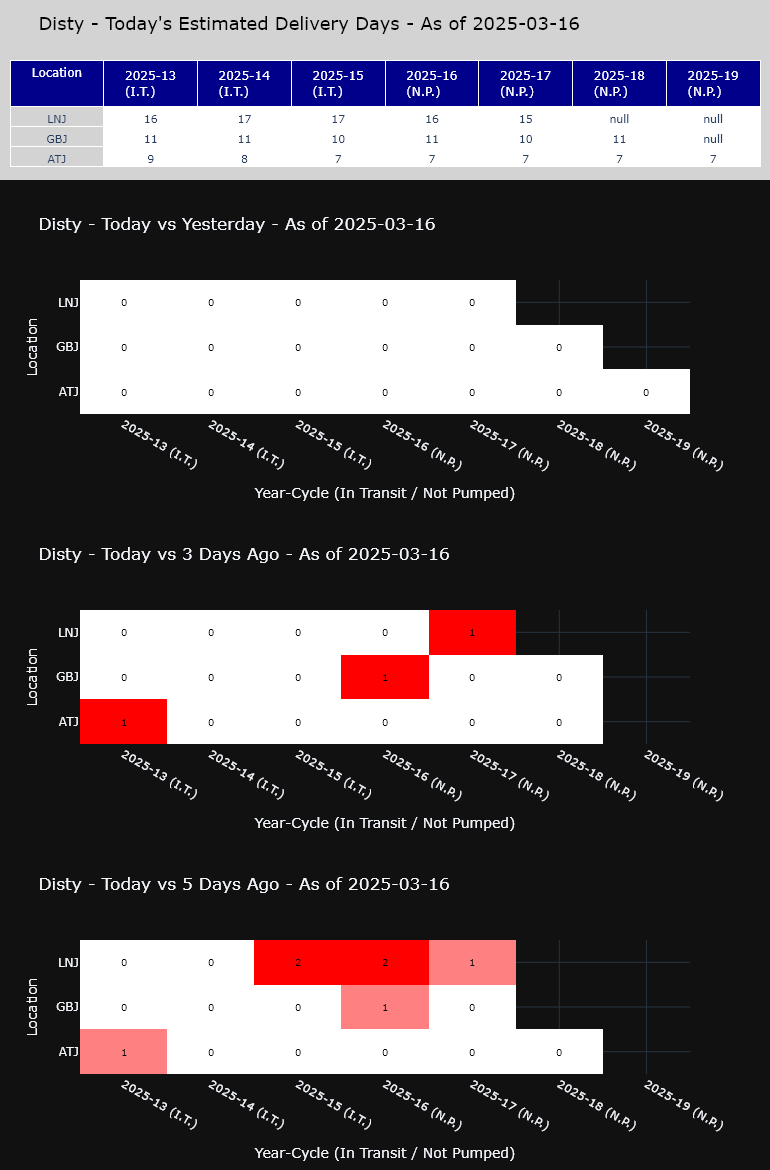 Disty - Today's Estimated Delivery Days - As of 2025-03-16
Location 2025-13 (I.T.) 2025-14 (I.T.) 2025-15 (I.T.) 2025-16 (N.P.) 2025-17 (N.P.) 2025-18 (N.P.) 2025-19 (N.P.)
LNJ 16 17 17 16 15 null null
GBJ 11 11 10 11 10 11 null
ATJ 9 8 7 7 7 7 7
Disty - Today vs Yesterday - As of 2025-03-16
Location
LNJ 0 0 0 0 0
GBJ 0 0 0 0 0 0
ATJ 0 0 0 0 0 0 0
2025-13 (I.T.) 2025-14 (I.T.) 2025-15 (I.T.) 2025-16 (N.P.) 2025-17 (N.P.) 2025-18 (N.P.) 2025-19 (N.P.)
Year-Cycle (In Transit / Not Pumped)
Disty - Today vs 3 Days Ago - As of 2025-03-16
Location
LNJ 0 0 0 0 1
GBJ 0 0 0 1 0 0
ATJ 1 0 0 0 0 0
2025-13 (I.T.) 2025-14 (I.T.) 2025-15 (I.T.) 2025-16 (N.P.) 2025-17 (N.P.) 2025-18 (N.P.) 2025-19 (N.P.)
Year-Cycle (In Transit / Not Pumped)
Disty - Today vs 5 Days Ago - As of 2025-03-16
Location
LNJ 0 0 2 2 1
GBJ 0 0 0 1 0
ATJ 1 0 0 0 0 0
2025-13 (I.T.) 2025-14 (I.T.) 2025-15 (I.T.) 2025-16 (N.P.) 2025-17 (N.P.) 2025-18 (N.P.) 2025-19 (N.P.)
Year-Cycle (In Transit / Not Pumped)